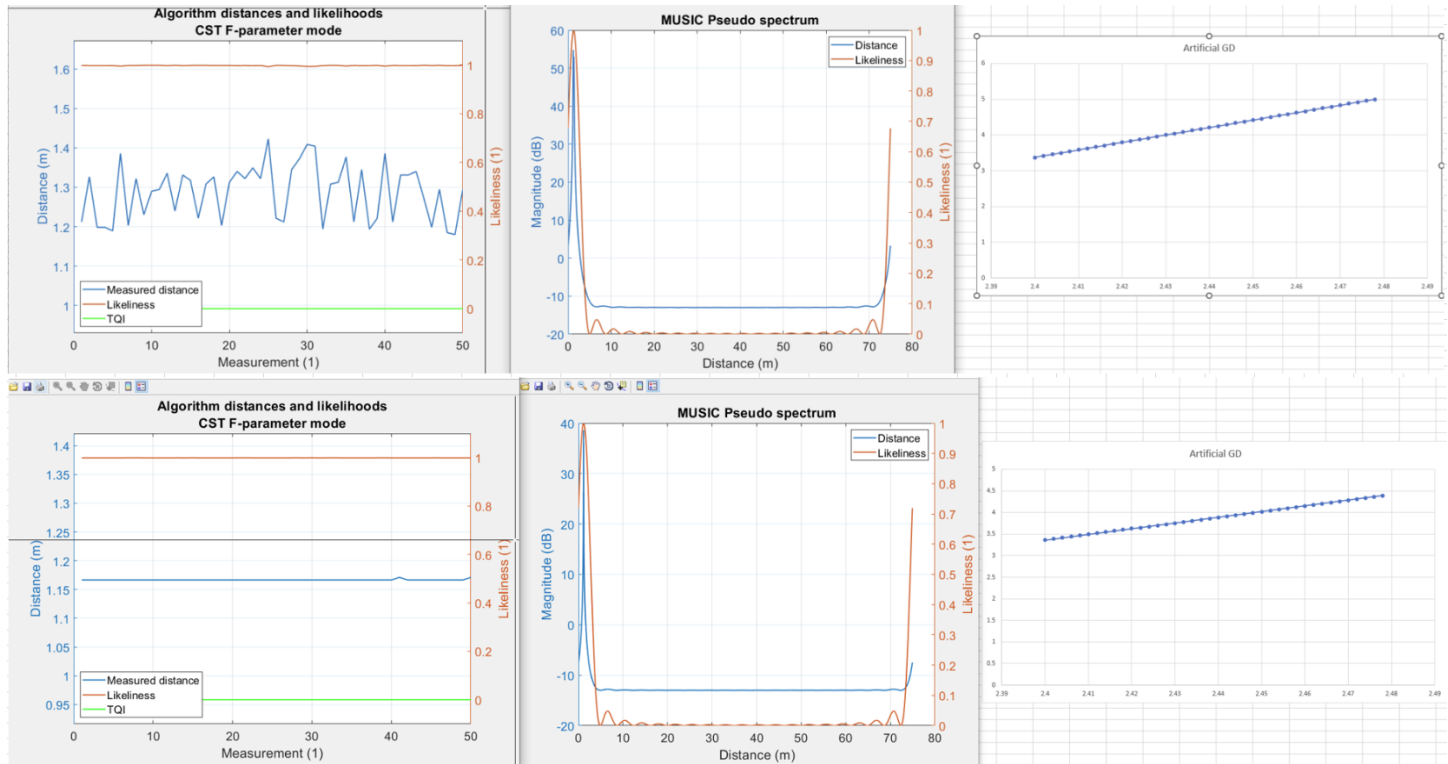 Algorithm distances and likelihoods
CST F-parameter mode
1.6
1.5
1.4
1.3
1.2
1.1
1
Distance (m)
1
0.8
0.6
0.4
0.2
0
Likeliness (1)
Measured distance
Likeliness
TQI
0 10 20 30 40 50
Measurement (1)
MUSIC Pseudo spectrum
60
50
40
30
20
10
0
-10
-20
Magnitude (dB)
Distance
Likeliness
1
0.9
0.8
0.7
0.6
0.5
0.4
0.3
0.2
0.1
0
Likeliness (1)
0 10 20 30 40 50 60 70 80
Distance (m)
Artificial GD
6
5
4
3
2
1
0
2.39 2.4 2.41 2.42 2.43 2.44 2.45 2.46 2.47 2.48 2.49
Algorithm distances and likelihoods
CST F-parameter mode
1.4
1.35
1.3
1.25
1.2
1.15
1.1
1.05
1
0.95
Distance (m)
1
0.8
0.6
0.4
0.2
0
Likeliness (1)
Measured distance
Likeliness
TQI
0 10 20 30 40 50
Measurement (1)
MUSIC Pseudo spectrum
40
30
20
10
0
-10
-20
Magnitude (dB)
Distance
Likeliness
1
0.9
0.8
0.7
0.6
0.5
0.4
0.3
0.2
0.1
0
Likeliness (1)
0 10 20 30 40 50 60 70 80
Distance (m)
Artificial GD
5
4.5
4
3.5
3
2.5
2
1.5
1
0.5
0
2.39 2.4 2.41 2.42 2.43 2.44 2.45 2.46 2.47 2.48 2.49